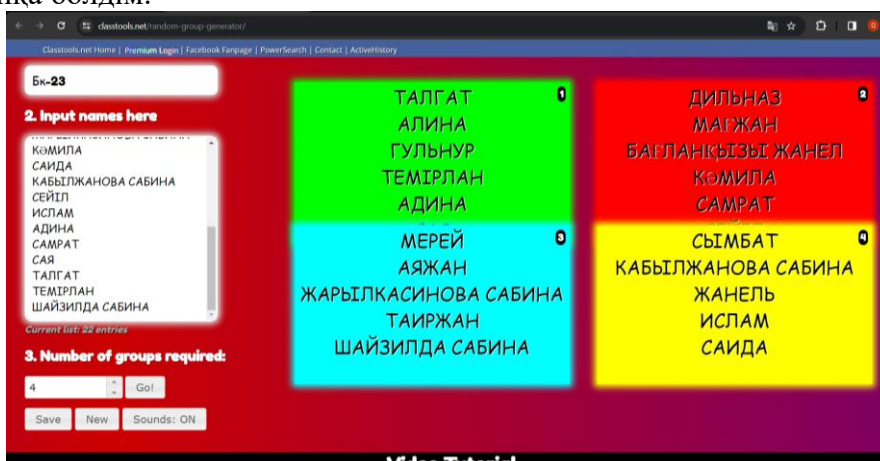 classtools.net/random-group-generator/
Classtools.net Home | Premium Login | Facebook Fanpage | PowerSearch | Contact | ActiveHistory
Бк-23
2. Input names here
КӘМИЛА
САИДА
КАБЫЛЖАНОВА САБИНА
СЕЙІЛ
ИСЛАМ
АДИНА
САМРАТ
САЯ
ТАЛГАТ
ТЕМІРЛАН
ШАЙЗИЛДА САБИНА
Current list: 22 entries
3. Number of groups required:
4 Go!
Save New Sounds: ON
1
ТАЛГАТ
АЛИНА
ГУЛЬНУР
ТЕМІРЛАН
АДИНА
2
ДИЛЬНАЗ
МАҒЖАН
БАҒЛАНҚЫЗЫ ЖАНЕЛ
КӘМИЛА
САМРАТ
3
МЕРЕЙ
АЯЖАН
ЖАРЫЛКАСИНОВА САБИНА
ТАИРЖАН
ШАЙЗИЛДА САБИНА
4
СЫМБАТ
КАБЫЛЖАНОВА САБИНА
ЖАНЕЛЬ
ИСЛАМ
САИДА
Video Tutorial